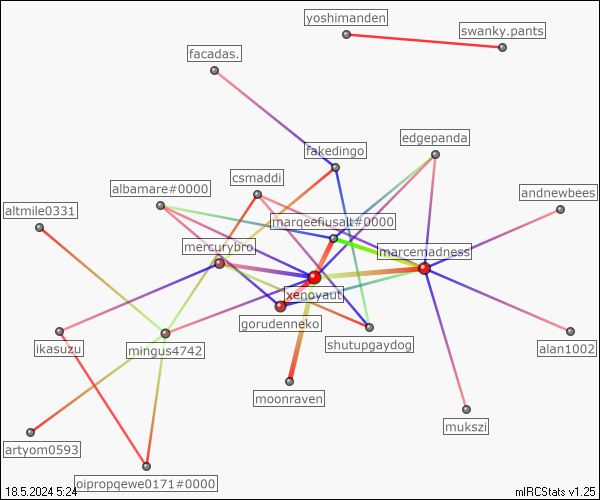 yoshimanden
swanky.pants
facadas.
edgepanda
fakedingo
csmaddi
albamare#0000
andnewbees
altmile0331
marqeefiusalt#0000
mercurybro
marcemadness
xenoyaut
gorudenneko
shutupgaydog
ikasuzu
mingus4742
alan1002
moonraven
mukszi
artyom0593
oipropqewe0171#0000
18.5.2024 5:24
mIRCStats v1.25